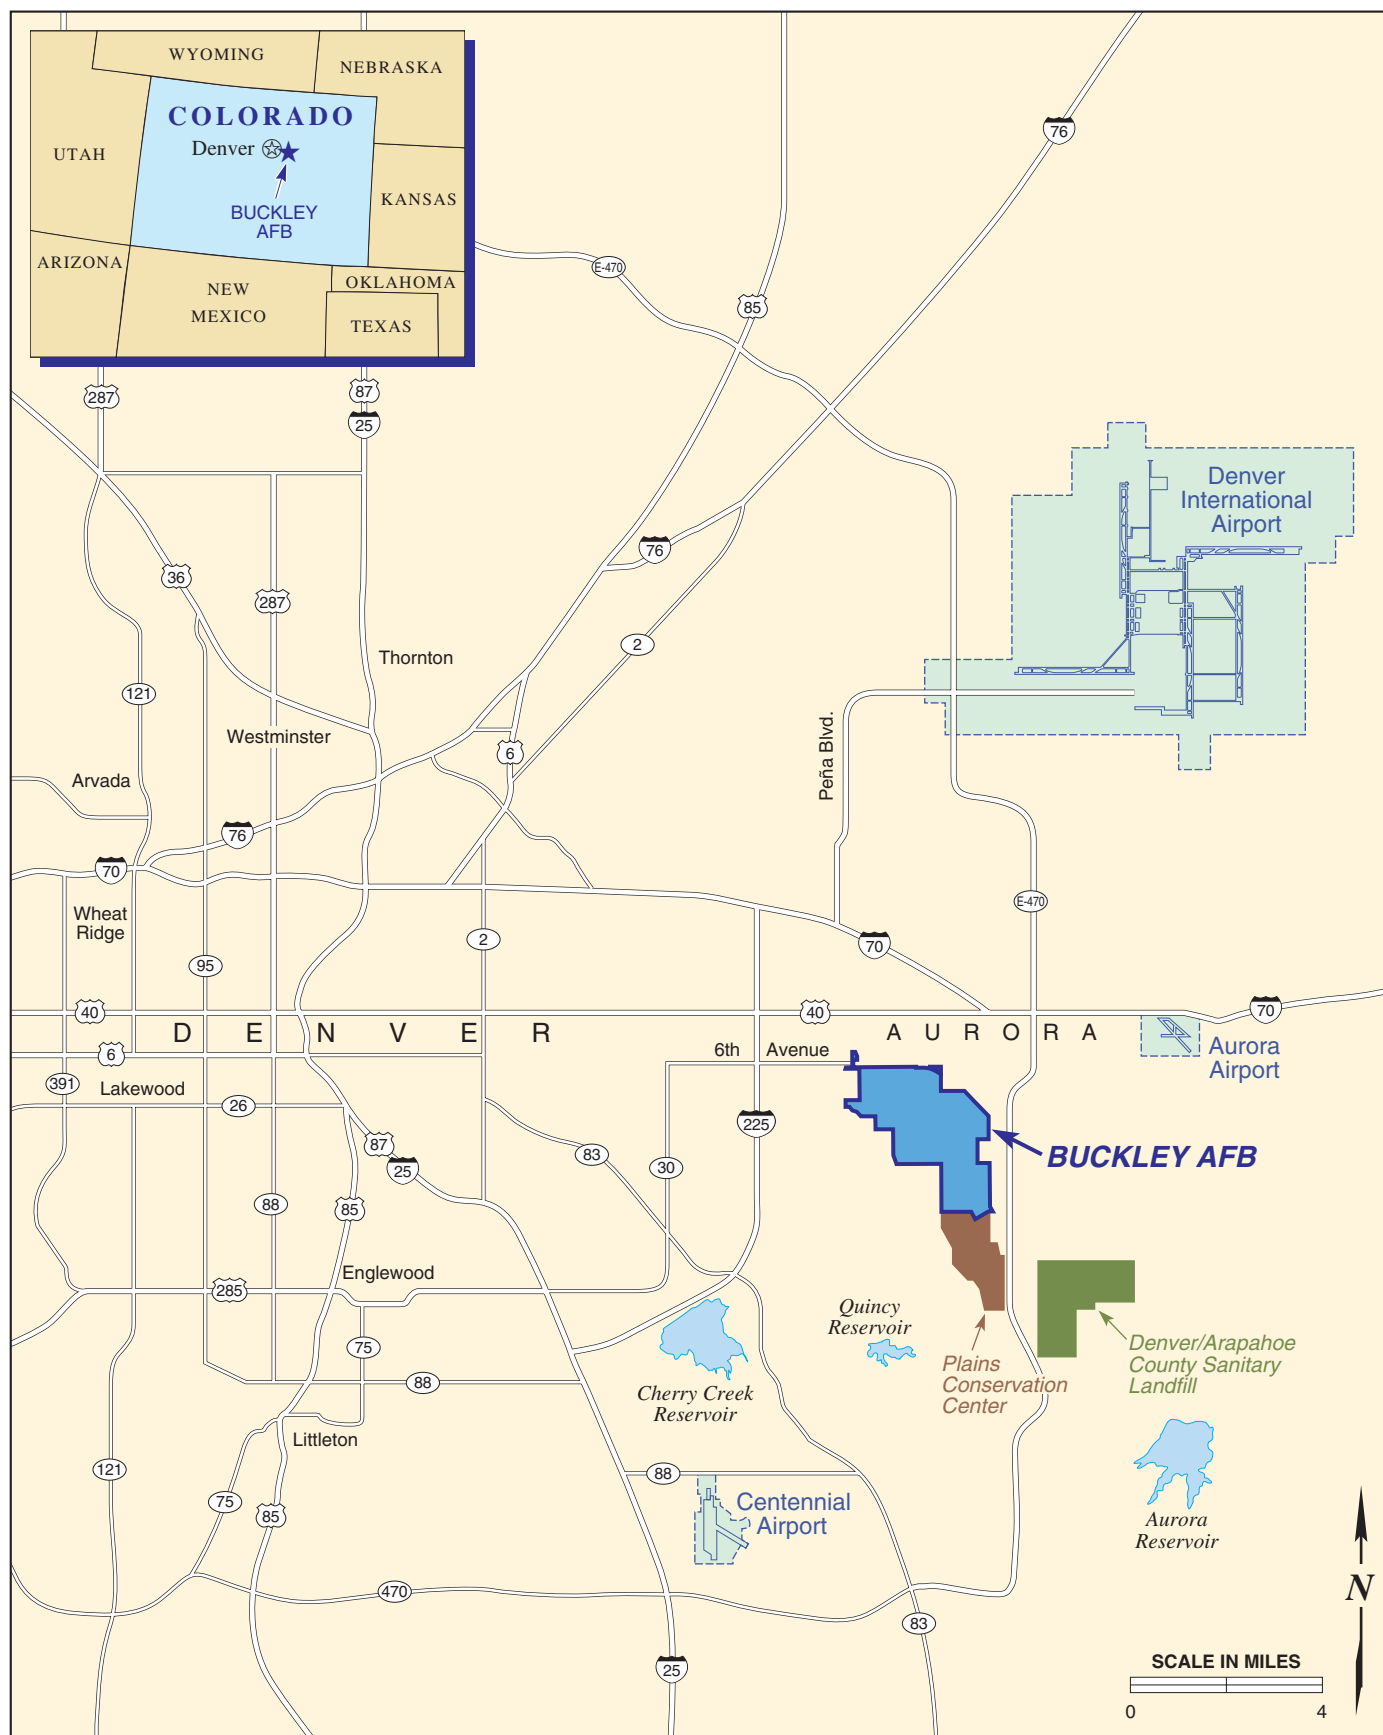 WYOMING
NEBRASKA
COLORADO
Denver
UTAH
KANSAS
BUCKLEY
AFB
ARIZONA
NEW
MEXICO
OKLAHOMA
TEXAS
76
E-470
85
287
87
25
Denver
International
Airport
76
36
287
2
Thornton
121
Westminster
6
Peña Blvd.
Arvada
76
70
E-470
Wheat
Ridge
2
70
95
40
40
70
DENVER
AURORA
6
6th Avenue
Aurora
Airport
391
Lakewood
26
225
87
83
BUCKLEY AFB
25
30
88
85
Englewood
285
Quincy
Reservoir
75
Denver/Arapahoe
County Sanitary
Landfill
Plains
Conservation
Center
88
Cherry Creek
Reservoir
Littleton
121
88
75
Centennial
Airport
85
Aurora
Reservoir
470
N
83
25
SCALE IN MILES
0 4